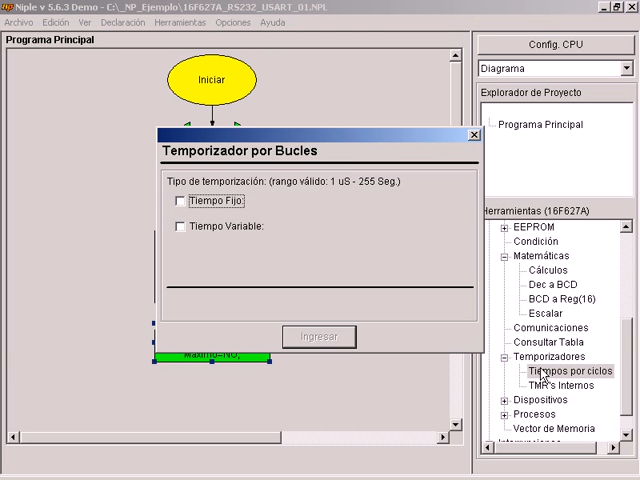 Niple v 5.6.3 Demo - C:\_NP_Ejemplo\16F627A_RS232_USART_01.NPL
Archivo Edición Ver Declaración Herramientas Opciones Ayuda
Programa Principal
Iniciar
Temporizador por Bucles
Tipo de temporización: (rango válido: 1 uS - 255 Seg.)
Tiempo Fijo:
Tiempo Variable:
Ingresar
Máximo=NO,
Config. CPU
Diagrama
Explorador de Proyecto
Programa Principal
Herramientas (16F627A)
EEPROM
Condición
Matemáticas
Cálculos
Dec a BCD
BCD a Reg(16)
Escalar
Comunicaciones
Consultar Tabla
Temporizadores
Tiempos por ciclos
TMR's Internos
Dispositivos
Procesos
Vector de Memoria
Interrupciones